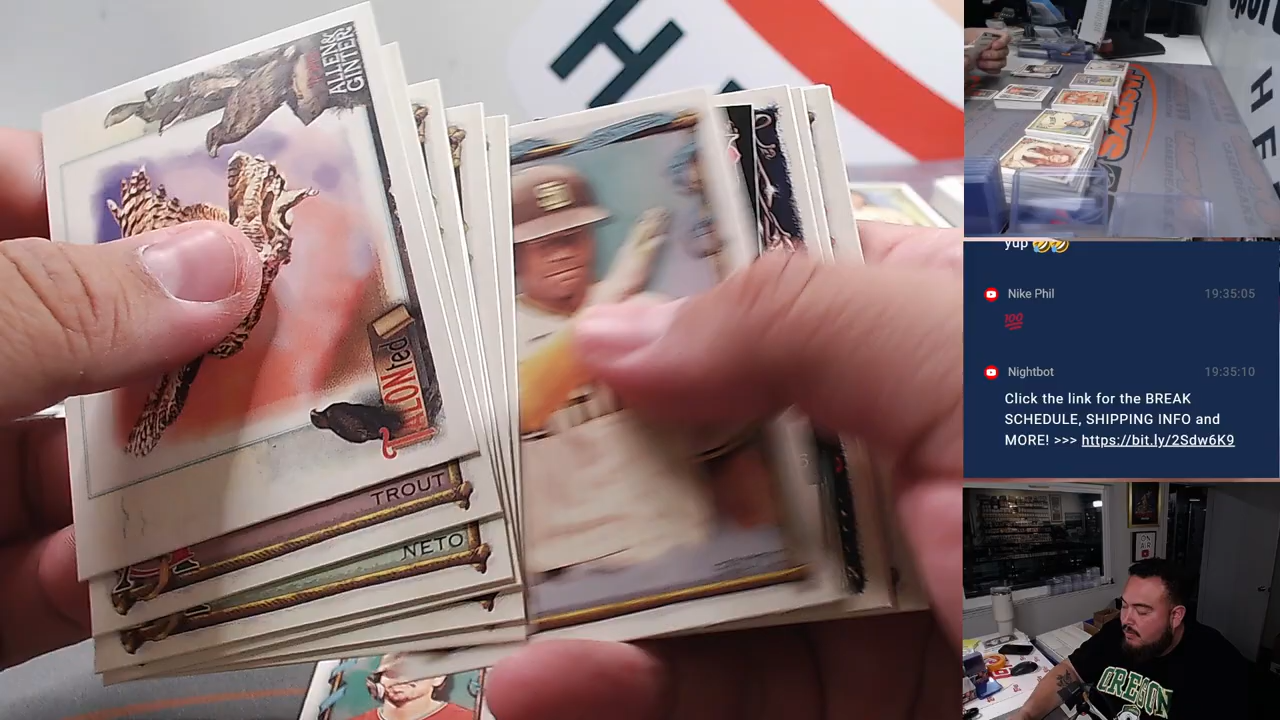 ALLEN &
GINTER
TALONted
TROUT
NETO
H
yup 🤣🤣
Nike Phil 19:35:05
💯
Nightbot 19:35:10
Click the link for the BREAK
SCHEDULE, SHIPPING INFO and
MORE! >>> https://bit.ly/2Sdw6K9
OREGON